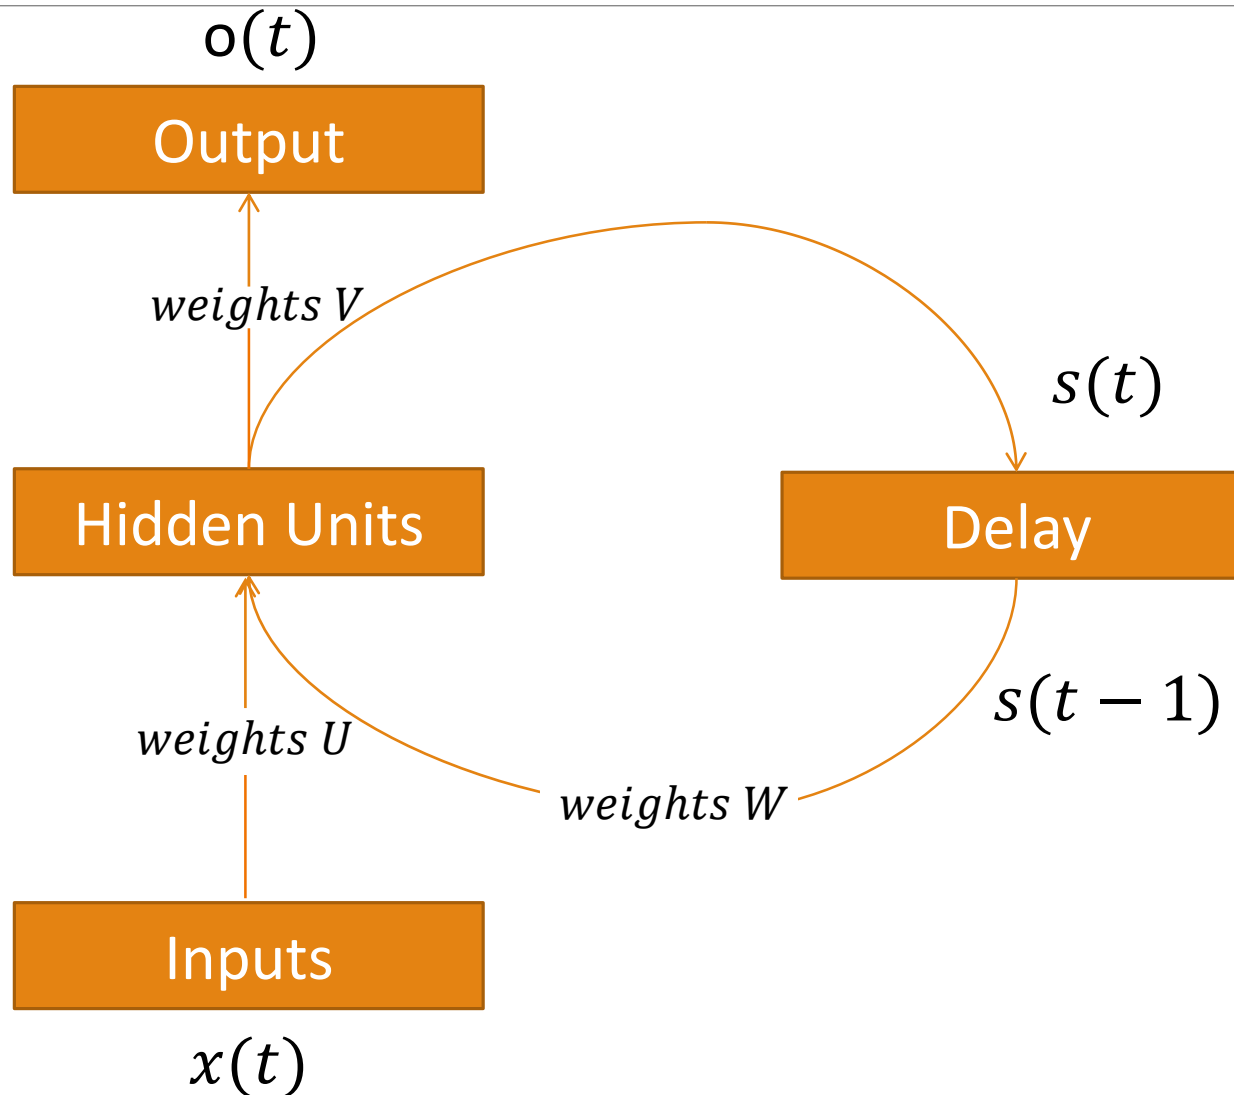 o(t)
Output
weights V
s(t)
Hidden Units
Delay
s(t − 1)
weights U
weights W
Inputs
x(t)